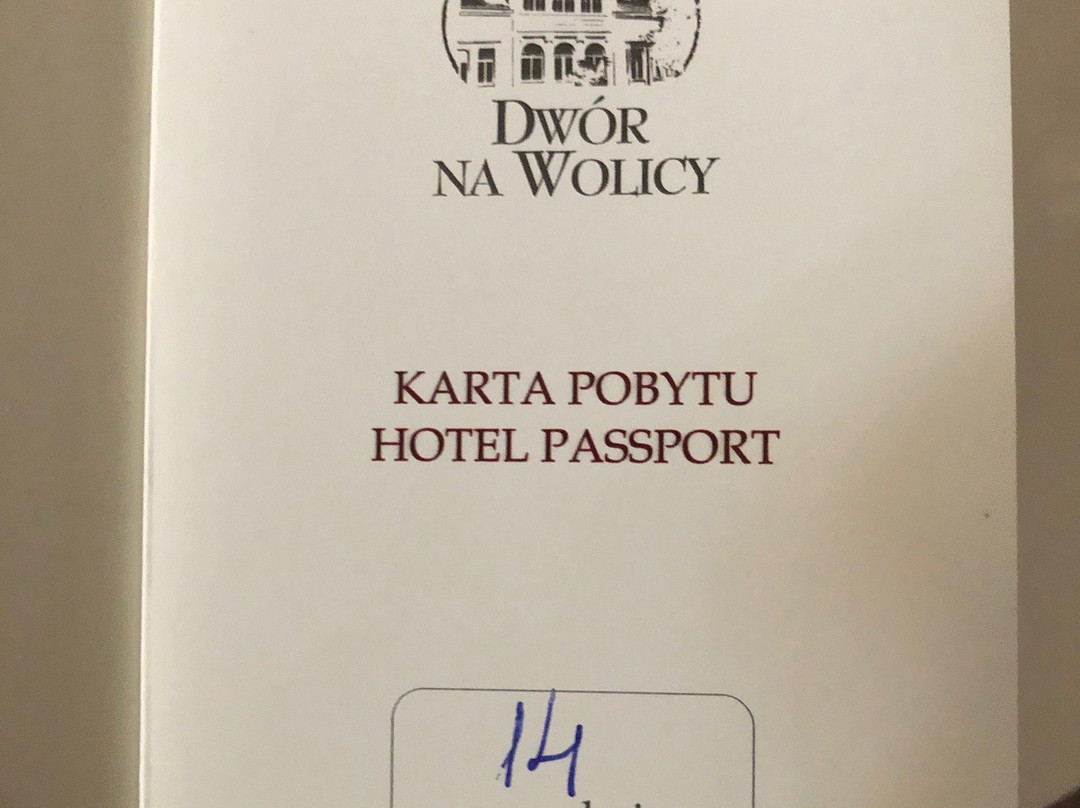 DWÓR
NA WOLICY
KARTA POBYTU
HOTEL PASSPORT
14